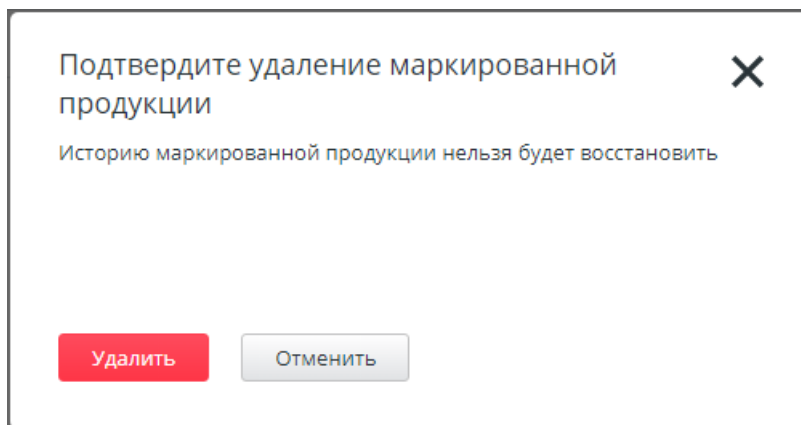 Подтвердите удаление маркированной
продукции
Историю маркированной продукции нельзя будет восстановить
Удалить
Отменить